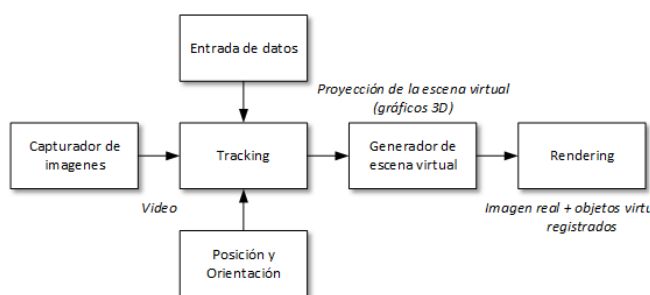 Entrada de datos
Proyección de la escena virtual
(gráficos 3D)
Capturador de
imagenes
Tracking
Generador de
escena virtual
Rendering
Video
Imagen real + objetos virtu
registrados
Posición y
Orientación